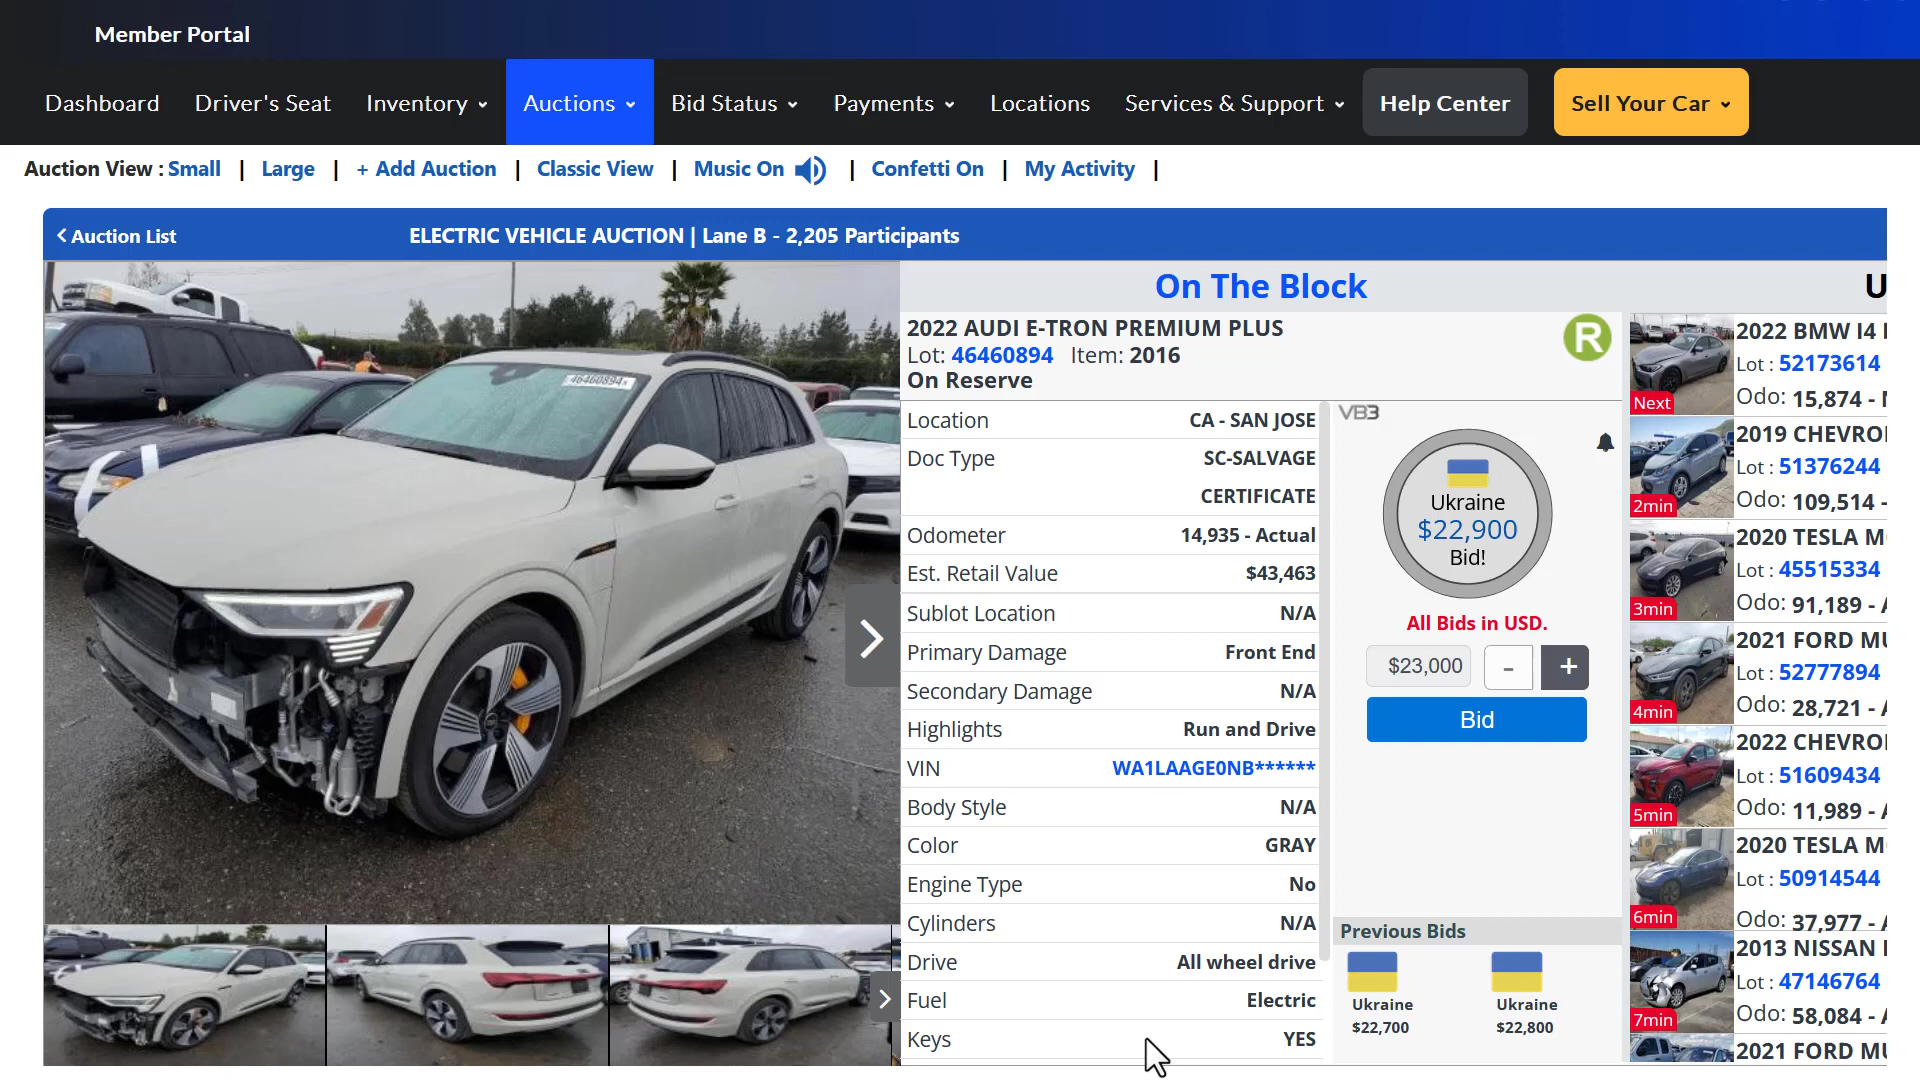 Member Portal
Dashboard Driver's Seat Inventory Auctions Bid Status Payments Locations Services & Support Help Center Sell Your Car
Auction View : Small | Large | + Add Auction | Classic View | Music On | Confetti On | My Activity |
Auction List
ELECTRIC VEHICLE AUCTION | Lane B - 2,205 Participants
46460894
On The Block
2022 AUDI E-TRON PREMIUM PLUS
Lot: 46460894 Item: 2016
On Reserve
R
Location CA - SAN JOSE
Doc Type SC-SALVAGE
CERTIFICATE
Odometer 14,935 - Actual
Est. Retail Value $43,463
Sublot Location N/A
Primary Damage Front End
Secondary Damage N/A
Highlights Run and Drive
VIN WA1LAAGE0NB******
Body Style N/A
Color GRAY
Engine Type No
Cylinders N/A
Drive All wheel drive
Fuel Electric
Keys YES
VB3
Ukraine
$22,900
Bid!
All Bids in USD.
$23,000 - +
Bid
Previous Bids
Ukraine Ukraine
$22,700 $22,800
U
2022 BMW I4
Lot : 52173614
Odo: 15,874 -
Next
2019 CHEVRO
Lot : 51376244
Odo: 109,514 -
2min
2020 TESLA M
Lot : 45515334
Odo: 91,189 -
3min
2021 FORD MU
Lot : 52777894
Odo: 28,721 -
4min
2022 CHEVRO
Lot : 51609434
Odo: 11,989 -
5min
2020 TESLA M
Lot : 50914544
Odo: 37,977 -
6min
2013 NISSAN
Lot : 47146764
Odo: 58,084 -
7min
2021 FORD MU